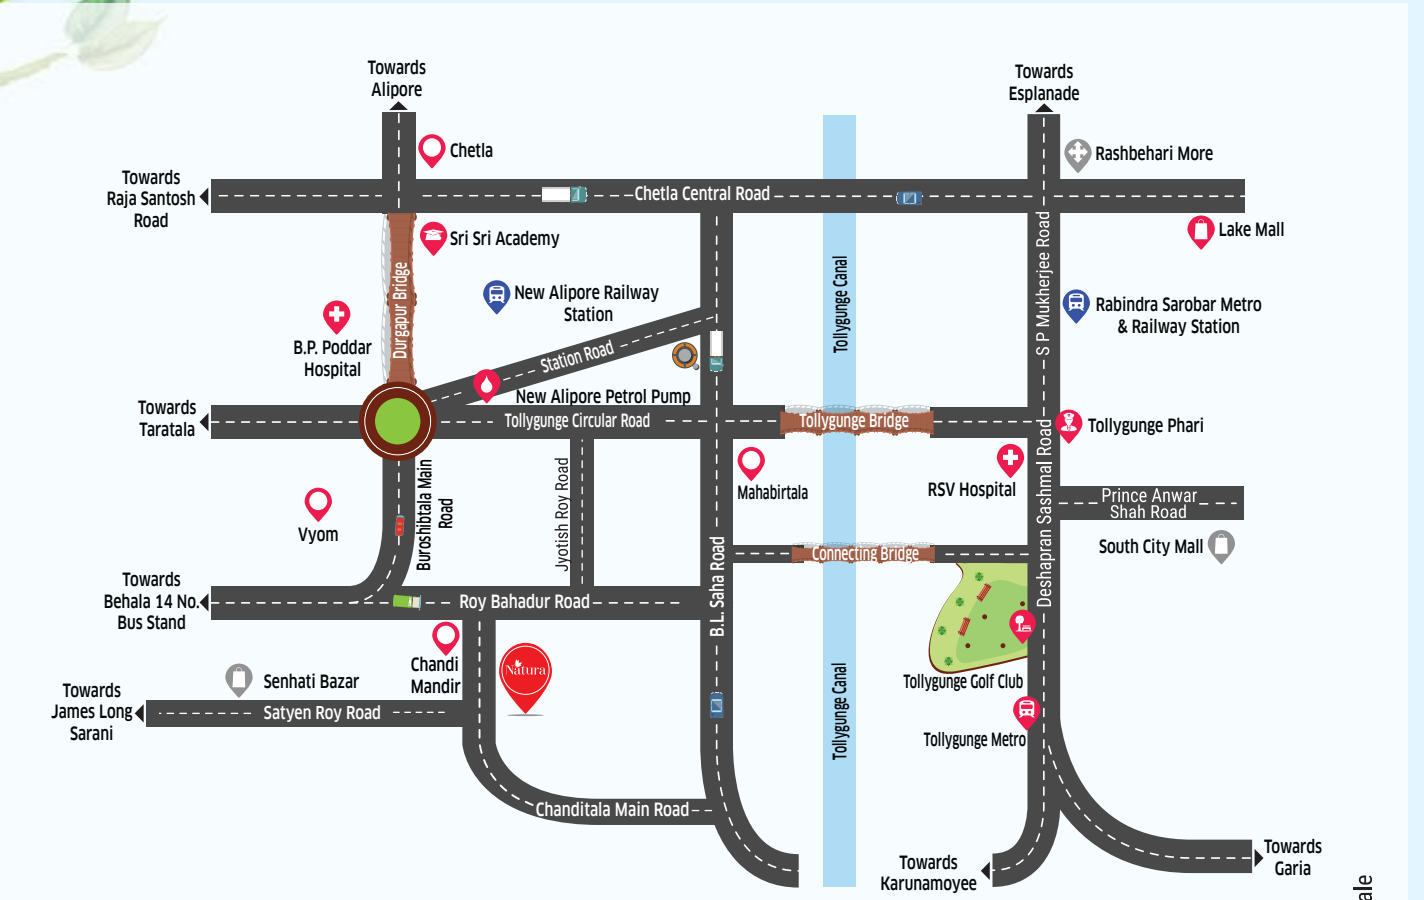 Towards
Alipore
Towards
Esplanade
Chetla
Rashbehari More
Towards
Raja Santosh
Road
Chetla Central Road
Sri Sri Academy
Lake Mall
New Alipore Railway
Station
Durgapur Bridge
Tollygunge Canal
S P Mukherjee Road
Rabindra Sarobar Metro
& Railway Station
B.P. Poddar
Hospital
Station Road
New Alipore Petrol Pump
Towards
Taratala
Tollygunge Circular Road
Tollygunge Bridge
Tollygunge Phari
Mahabirtala
RSV Hospital
Vyom
Buroshibtala Main
Road
Jyotish Roy Road
Prince Anwar
Shah Road
Deshapran Sashmal Road
South City Mall
Connecting Bridge
B.L. Saha Road
Towards
Behala 14 No.
Bus Stand
Roy Bahadur Road
Chandi
Mandir
Natura
Senhati Bazar
Tollygunge Golf Club
Towards
James Long
Sarani
Satyen Roy Road
Tollygunge Canal
Tollygunge Metro
Chanditala Main Road
Towards
Karunamoyee
Towards
Garia
ale